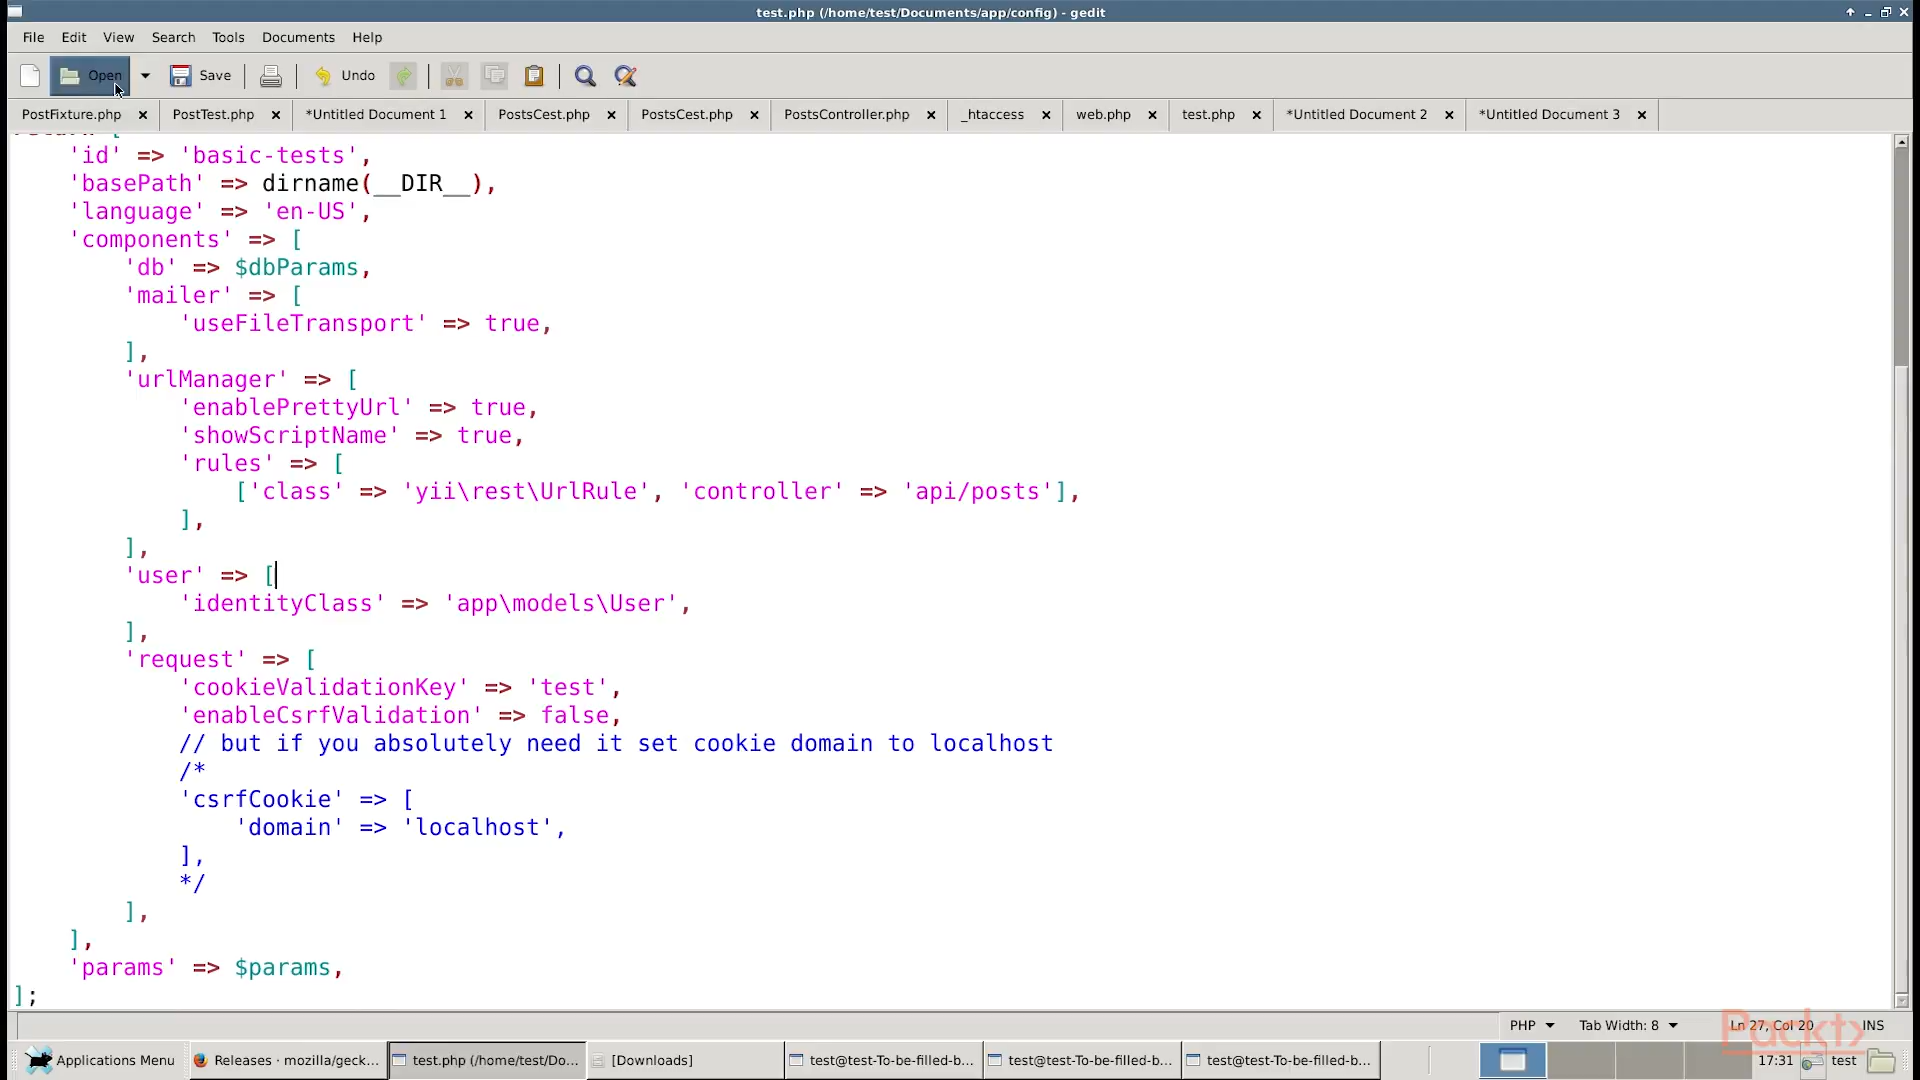 test.php (/home/test/Documents/app/config) - gedit
File Edit View Search Tools Documents Help
Open Save Undo
PostFixture.php PostTest.php *Untitled Document 1 PostsCest.php PostsCest.php PostsController.php _htaccess web.php test.php *Untitled Document 2 *Untitled Document 3
'id' => 'basic-tests',
'basePath' => dirname(__DIR__),
'language' => 'en-US',
'components' => [
'db' => $dbParams,
'mailer' => [
'useFileTransport' => true,
],
'urlManager' => [
'enablePrettyUrl' => true,
'showScriptName' => true,
'rules' => [
['class' => 'yii\rest\UrlRule', 'controller' => 'api/posts'],
],
],
'user' => [
'identityClass' => 'app\models\User',
],
'request' => [
'cookieValidationKey' => 'test',
'enableCsrfValidation' => false,
// but if you absolutely need it set cookie domain to localhost
/*
'csrfCookie' => [
'domain' => 'localhost',
],
*/
],
],
'params' => $params,
];
PHP Tab Width: 8 Ln 27, Col 20 INS
Packt>
Applications Menu Releases · mozilla/geck... test.php (/home/test/Do... [Downloads] test@test-To-be-filled-b... test@test-To-be-filled-b... test@test-To-be-filled-b... 17:31 test